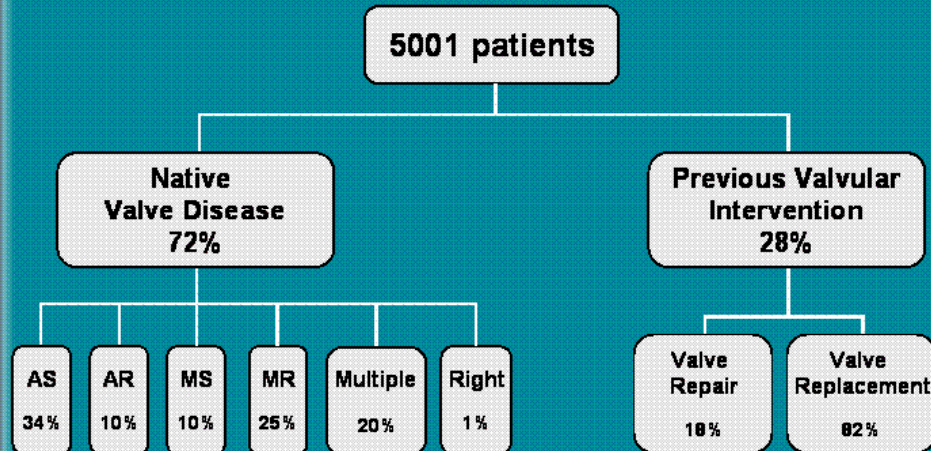 5001 patients
Native
Valve Disease
72%
Previous Valvular
Intervention
28%
AS
34%
AR
10%
MS
10%
MR
25%
Multiple
20%
Right
1%
Valve
Repair
18%
Valve
Replacement
82%